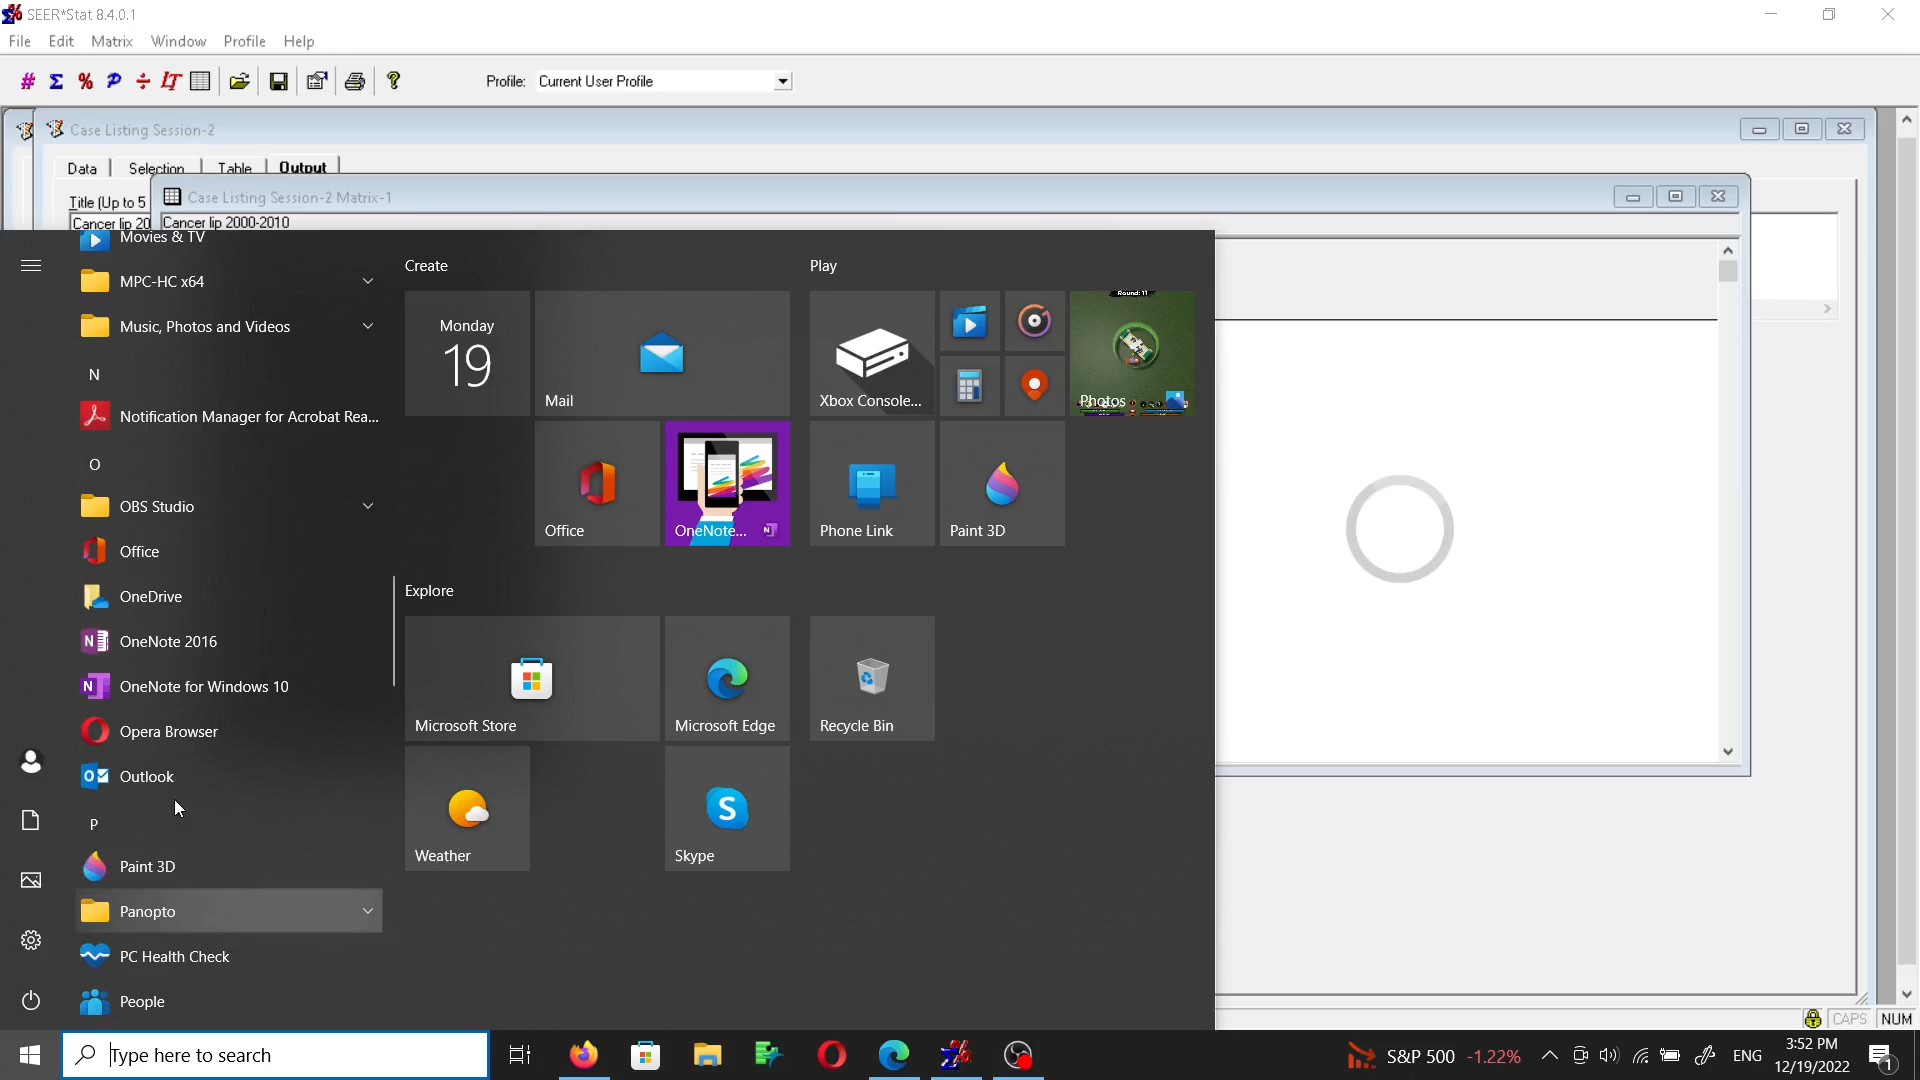 SEER*Stat 8.4.0.1
File Edit Matrix Window Profile Help
Profile: Current User Profile
Case Listing Session-2
Data Selection Table Output
Title (Up to 5
Cancer lip 20
Case Listing Session-2 Matrix-1
Cancer lip 2000-2010
Movies & TV
MPC-HC x64
Music, Photos and Videos
N
Notification Manager for Acrobat Rea...
O
OBS Studio
Office
OneDrive
OneNote 2016
OneNote for Windows 10
Opera Browser
Outlook
P
Paint 3D
Panopto
PC Health Check
People
Create
Monday
19
Mail
Office
OneNote...
Explore
Microsoft Store
Microsoft Edge
Weather
Skype
Play
Xbox Console...
Round: 11
Photos
Phone Link
Paint 3D
Recycle Bin
CAPS NUM
Type here to search
S&P 500 -1.22%
ENG
3:52 PM
12/19/2022
1